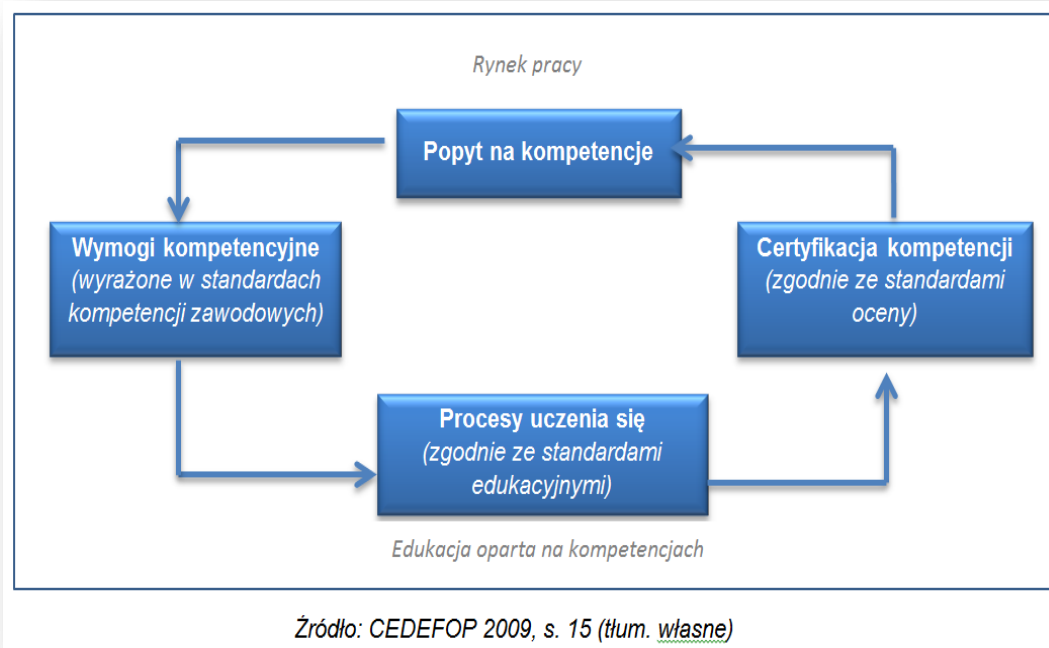 Rynek pracy
Popyt na kompetencje
Wymogi kompetencyjne
(wyrażone w standardach
kompetencji zawodowych)
Certyfikacja kompetencji
(zgodnie ze standardami
oceny)
Procesy uczenia się
(zgodnie ze standardami
edukacyjnymi)
Edukacja oparta na kompetencjach
Źródło: CEDEFOP 2009, s. 15 (tłum. własne)